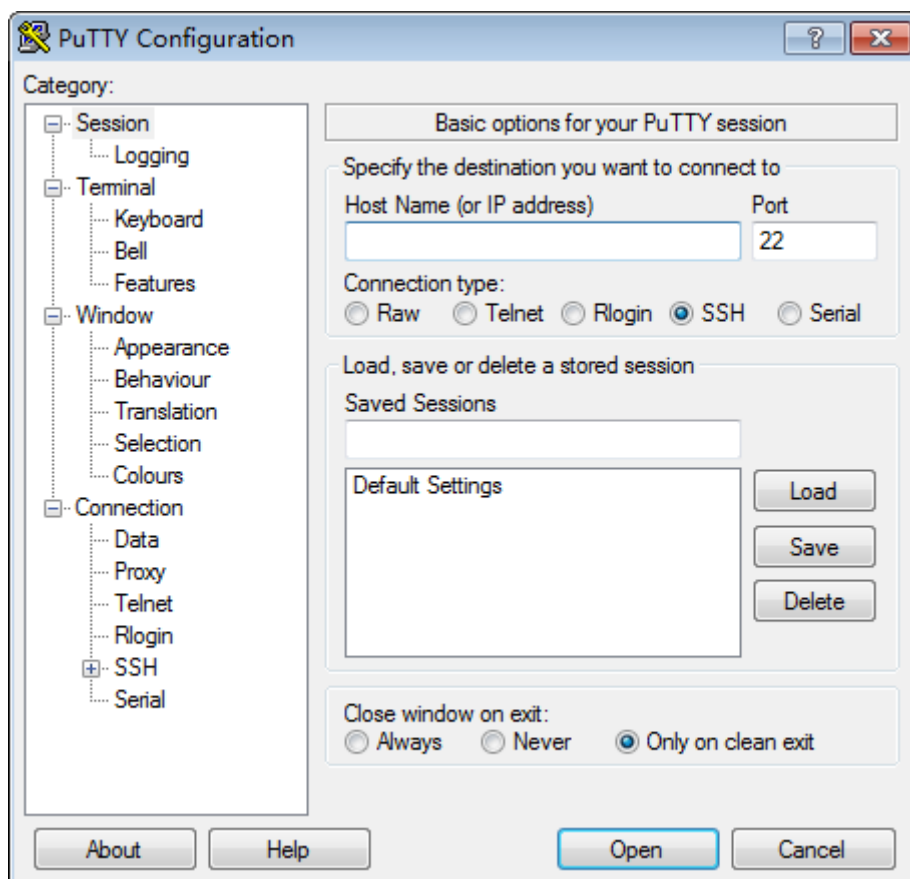 PuTTY Configuration
Category:
Session
Logging
Terminal
Keyboard
Bell
Features
Window
Appearance
Behaviour
Translation
Selection
Colours
Connection
Data
Proxy
Telnet
Rlogin
SSH
Serial
Basic options for your PuTTY session
Specify the destination you want to connect to
Host Name (or IP address) Port
22
Connection type:
Raw Telnet Rlogin SSH Serial
Load, save or delete a stored session
Saved Sessions
Default Settings
Load
Save
Delete
Close window on exit:
Always Never Only on clean exit
About Help Open Cancel